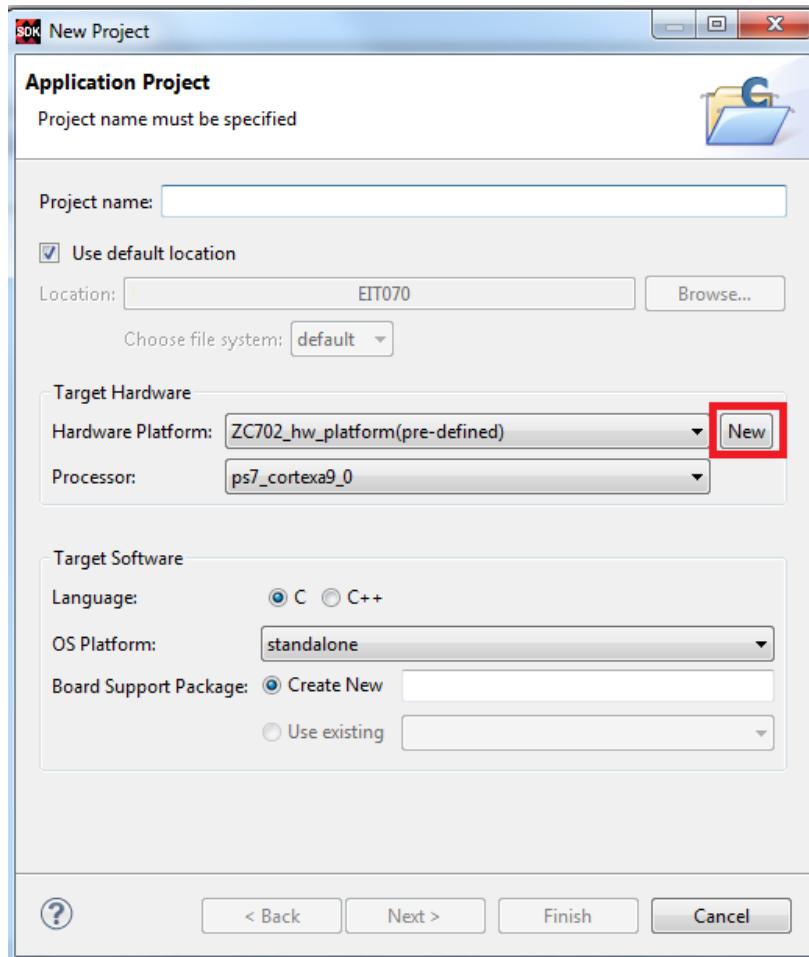 SDK New Project
Application Project
Project name must be specified
C
Project name:
Use default location
Location: EIT070 Browse...
Choose file system: default
Target Hardware
Hardware Platform: ZC702_hw_platform(pre-defined) New
Processor: ps7_cortexa9_0
Target Software
Language: C C++
OS Platform: standalone
Board Support Package: Create New
Use existing
? < Back Next > Finish Cancel